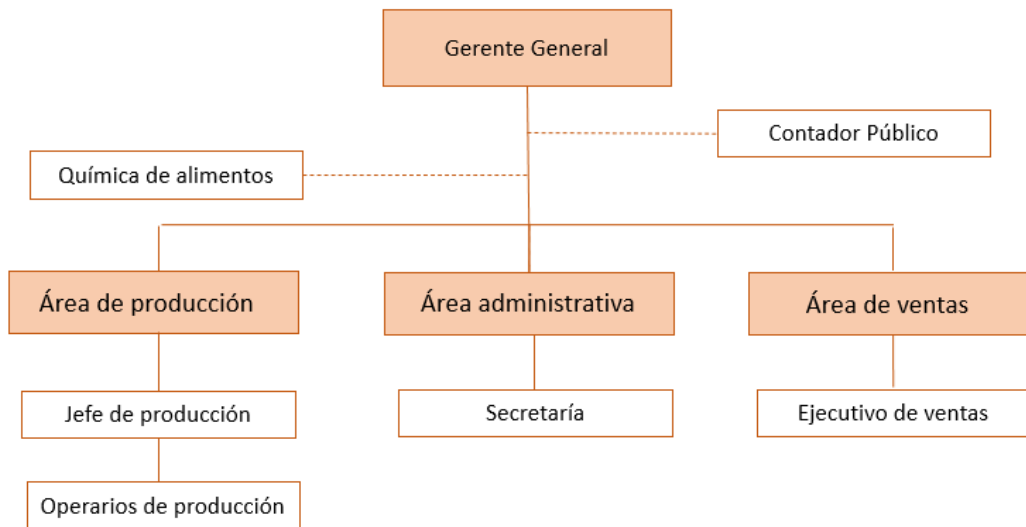 Gerente General
Contador Público
Química de alimentos
Área de producción
Área administrativa
Área de ventas
Jefe de producción
Secretaría
Ejecutivo de ventas
Operarios de producción